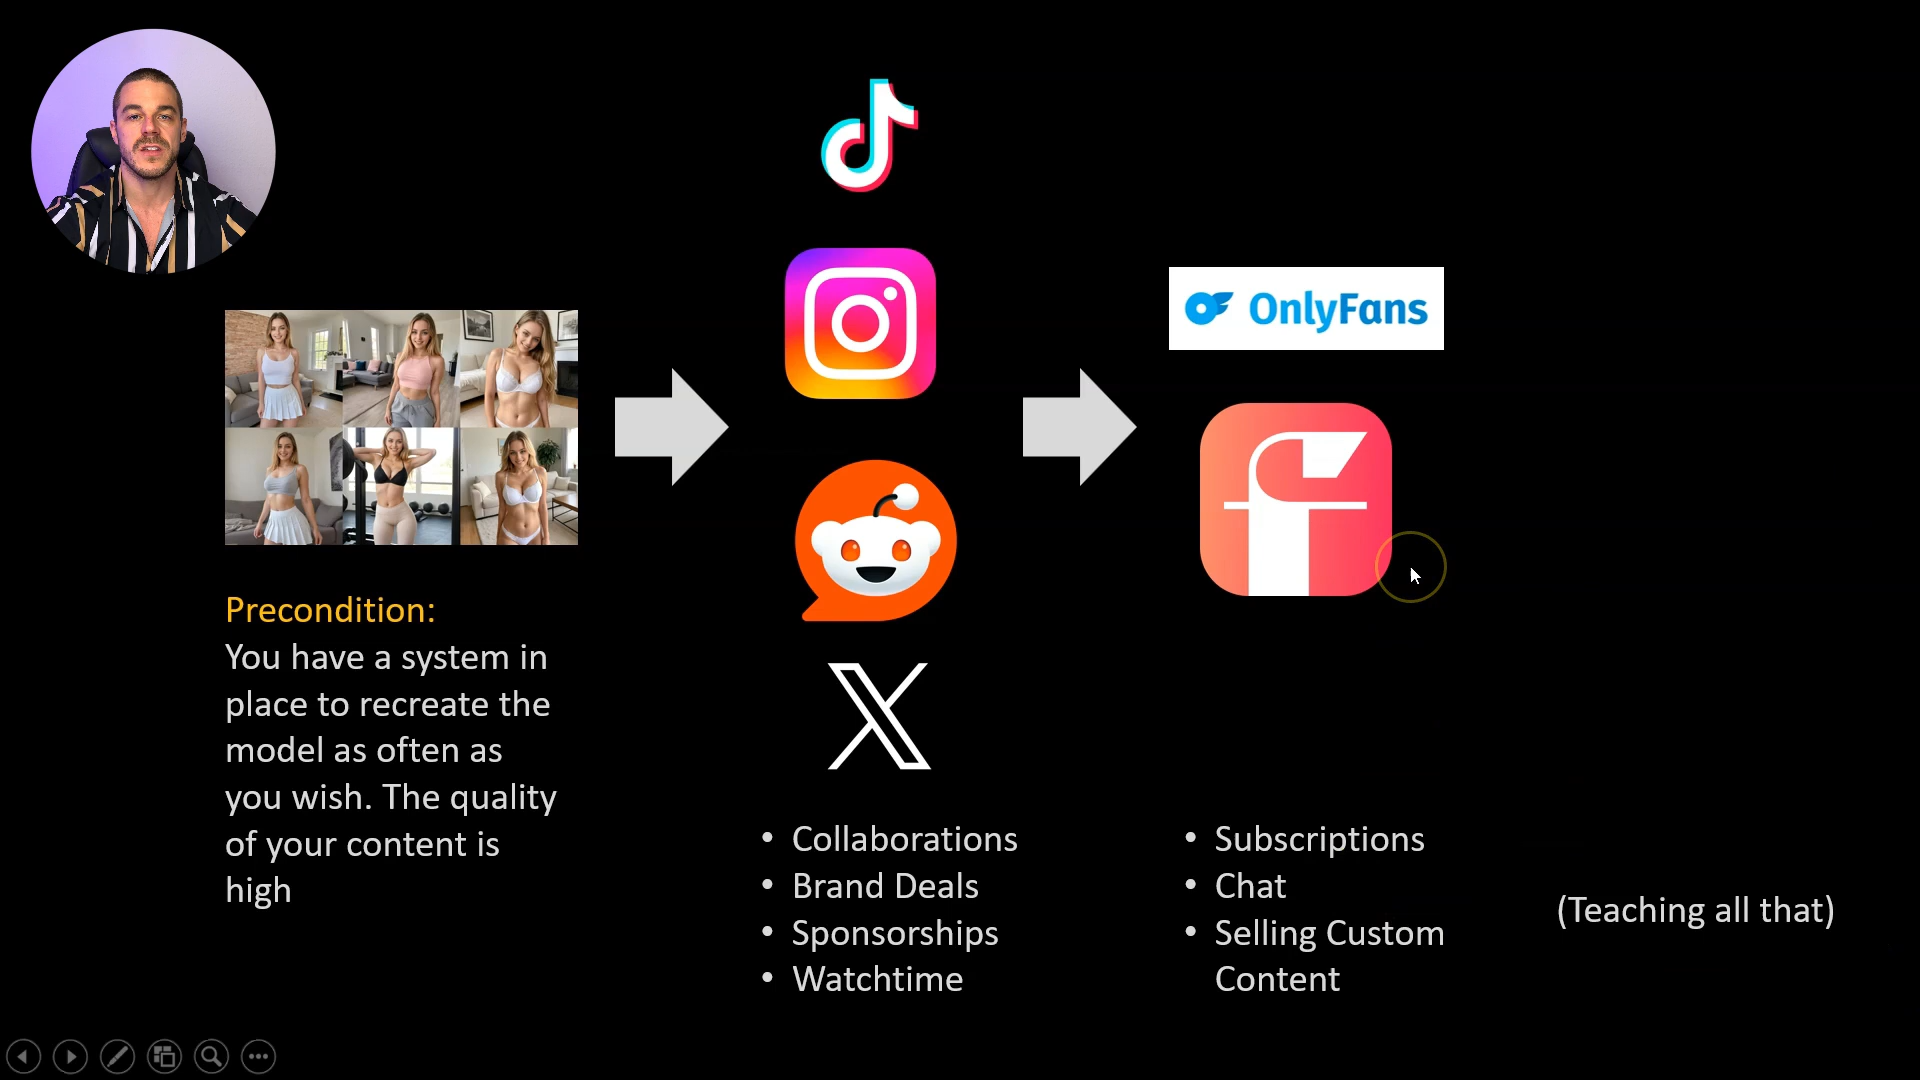 OnlyFans
Precondition:
You have a system in
place to recreate the
model as often as
you wish. The quality
of your content is
high
• Collaborations
• Brand Deals
• Sponsorships
• Watchtime
• Subscriptions
• Chat
• Selling Custom
Content
(Teaching all that)